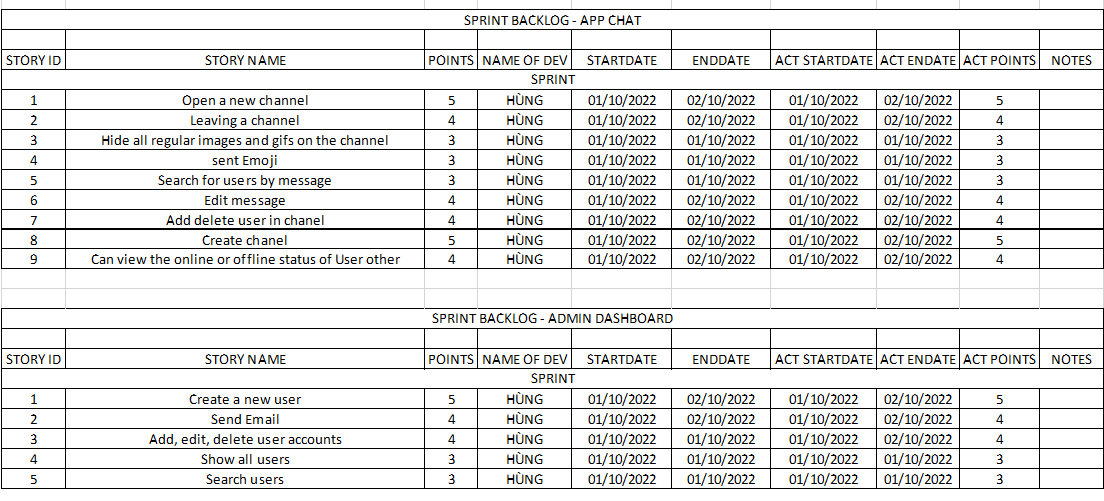 SPRINT BACKLOG - APP CHAT
STORY ID STORY NAME POINTS NAME OF DEV STARTDATE ENDDATE ACT STARTDATE ACT ENDATE ACT POINTS NOTES
SPRINT
1 Open a new channel 5 HÙNG 01/10/2022 02/10/2022 01/10/2022 02/10/2022 5
2 Leaving a channel 4 HÙNG 01/10/2022 02/10/2022 01/10/2022 02/10/2022 4
3 Hide all regular images and gifs on the channel 3 HÙNG 01/10/2022 01/10/2022 01/10/2022 01/10/2022 3
4 sent Emoji 3 HÙNG 01/10/2022 01/10/2022 01/10/2022 01/10/2022 3
5 Search for users by message 3 HÙNG 01/10/2022 01/10/2022 01/10/2022 01/10/2022 3
6 Edit message 4 HÙNG 01/10/2022 02/10/2022 01/10/2022 02/10/2022 4
7 Add delete user in chanel 4 HÙNG 01/10/2022 02/10/2022 01/10/2022 02/10/2022 4
8 Create chanel 5 HÙNG 01/10/2022 02/10/2022 01/10/2022 02/10/2022 5
9 Can view the online or offline status of User other 4 HÙNG 01/10/2022 02/10/2022 01/10/2022 02/10/2022 4
SPRINT BACKLOG - ADMIN DASHBOARD
STORY ID STORY NAME POINTS NAME OF DEV STARTDATE ENDDATE ACT STARTDATE ACT ENDATE ACT POINTS NOTES
SPRINT
1 Create a new user 5 HÙNG 01/10/2022 02/10/2022 01/10/2022 02/10/2022 5
2 Send Email 4 HÙNG 01/10/2022 02/10/2022 01/10/2022 02/10/2022 4
3 Add, edit, delete user accounts 4 HÙNG 01/10/2022 01/10/2022 01/10/2022 02/10/2022 4
4 Show all users 3 HÙNG 01/10/2022 01/10/2022 01/10/2022 01/10/2022 3
5 Search users 3 HÙNG 01/10/2022 01/10/2022 01/10/2022 01/10/2022 3